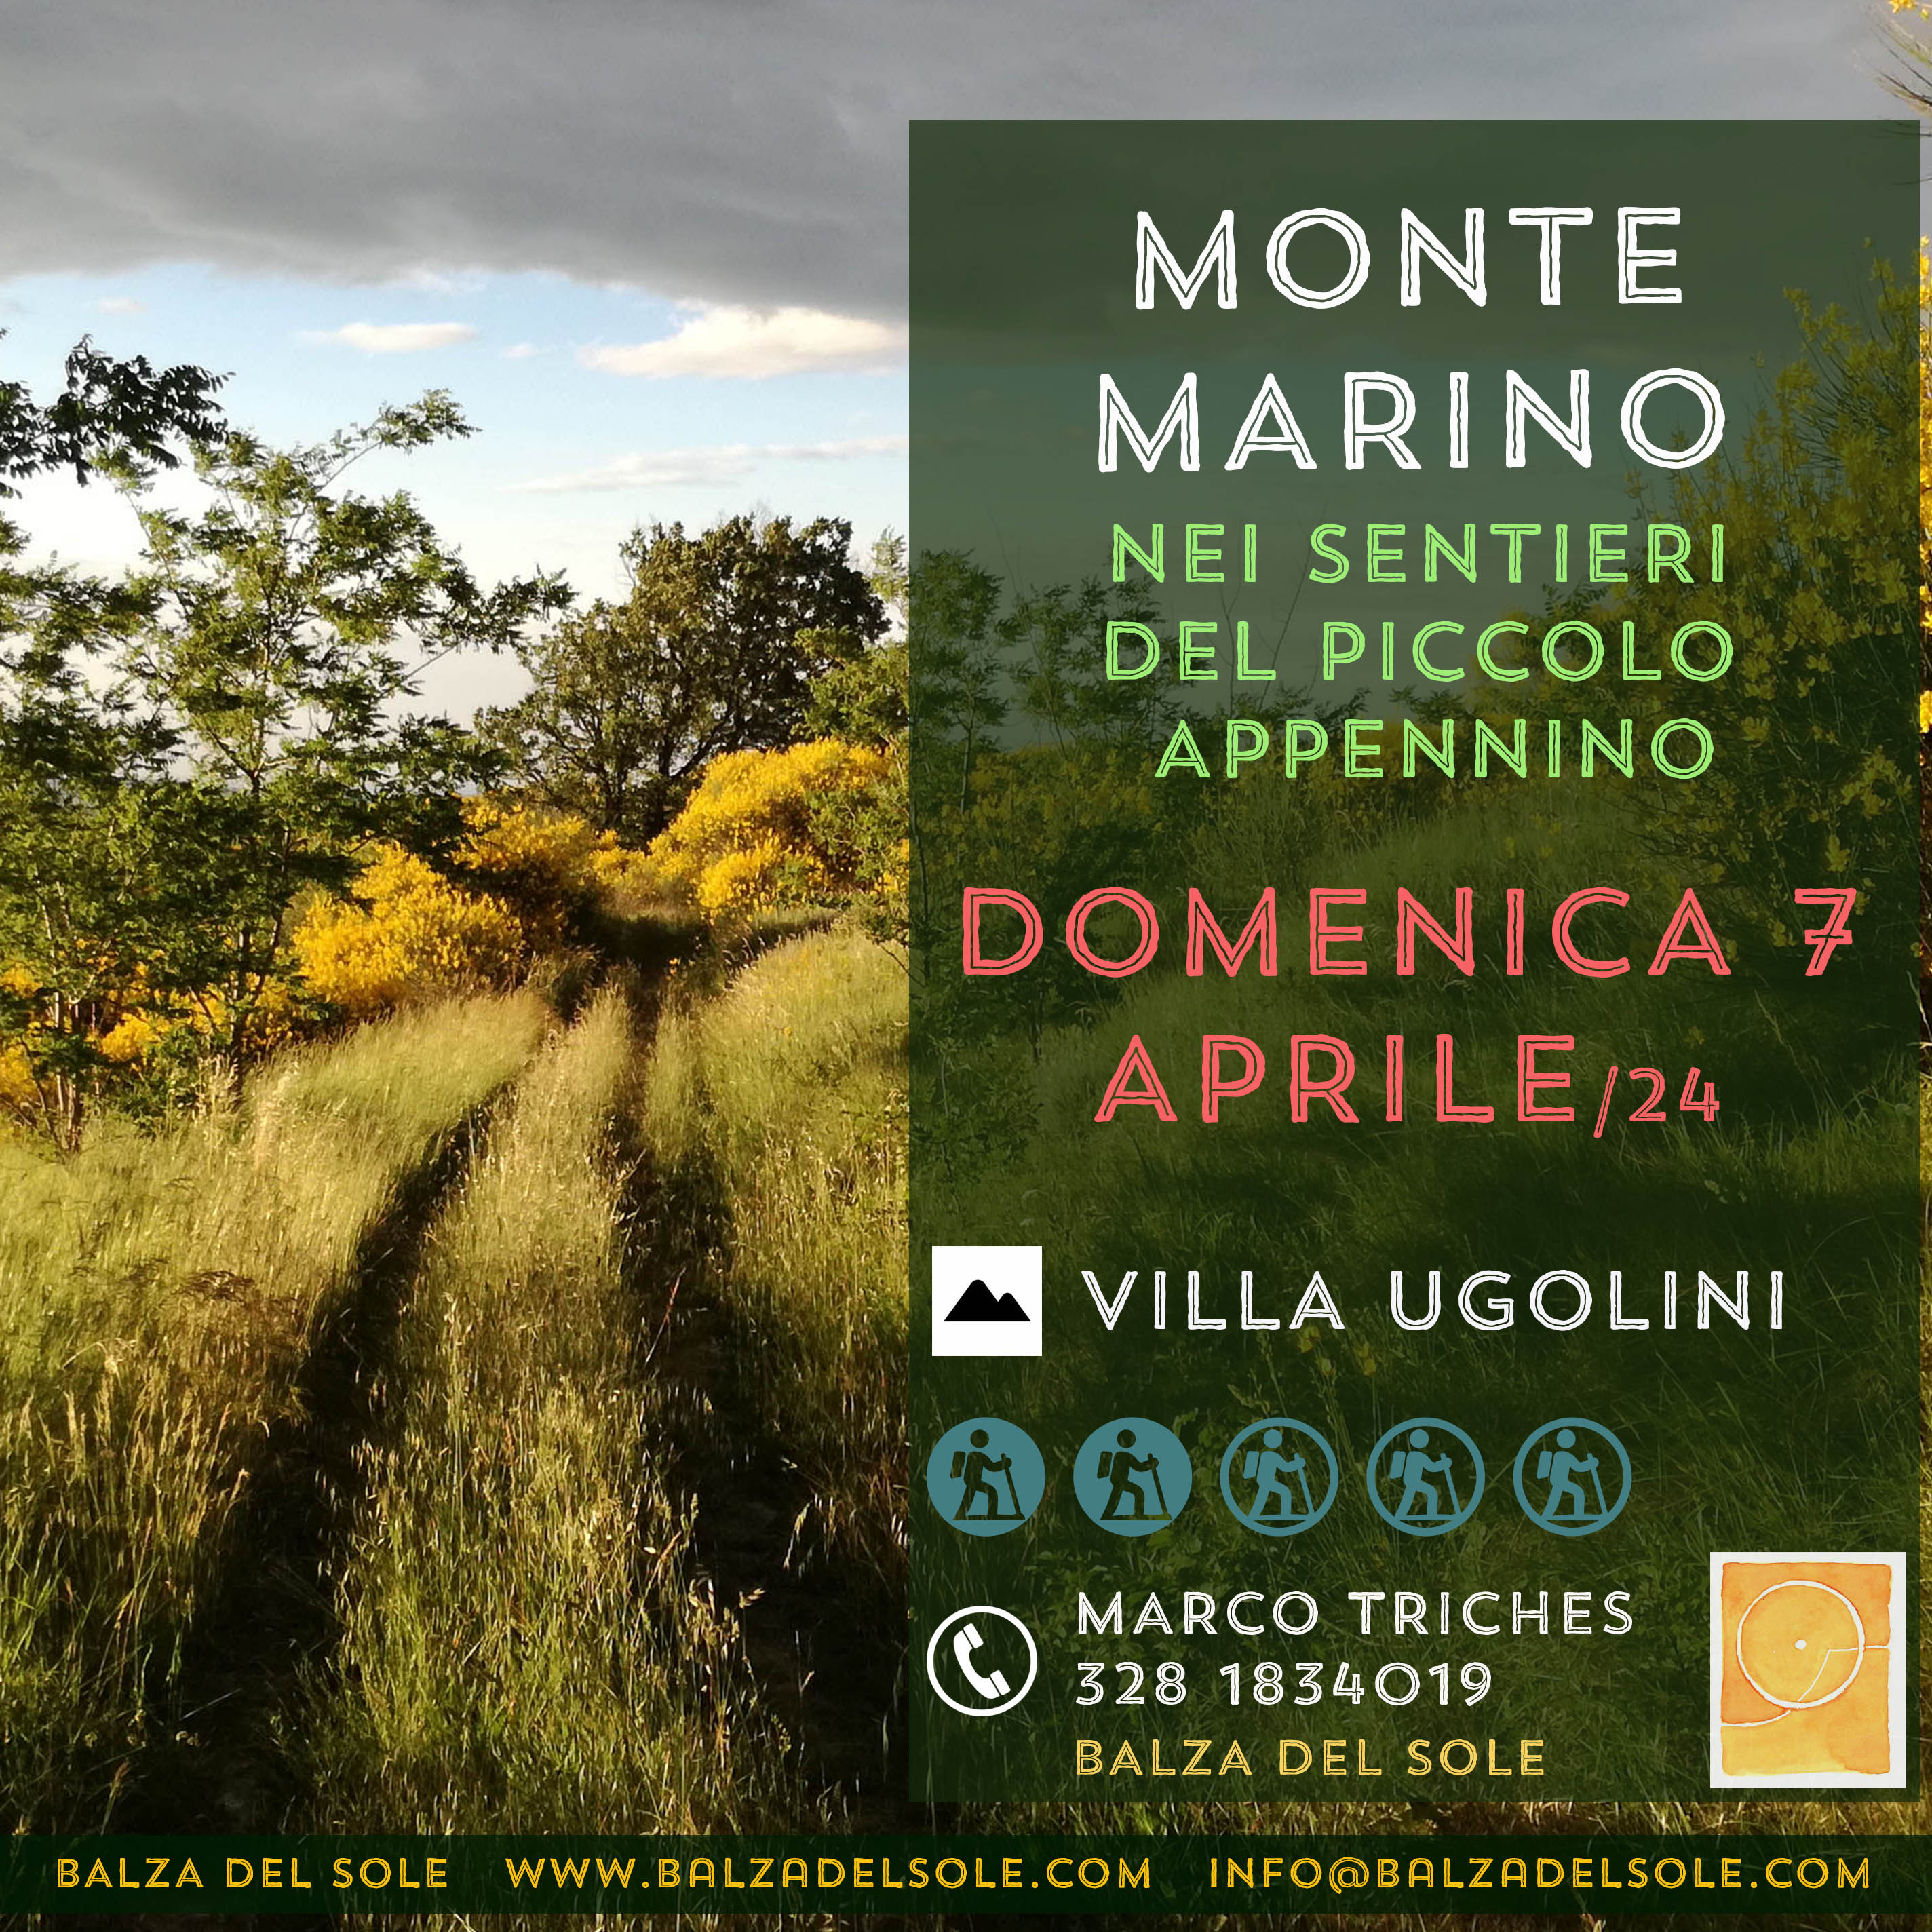 MONTE
MARINO
NEI SENTIERI
DEL PICCOLO
APPENNINO
DOMENICA 7
APRILE/24
VILLA UGOLINI
MARCO TRICHES
328 1834019
BALZA DEL SOLE
BALZA DEL SOLE WWW.BALZADELSOLE.COM INFO@BALZADELSOLE.COM